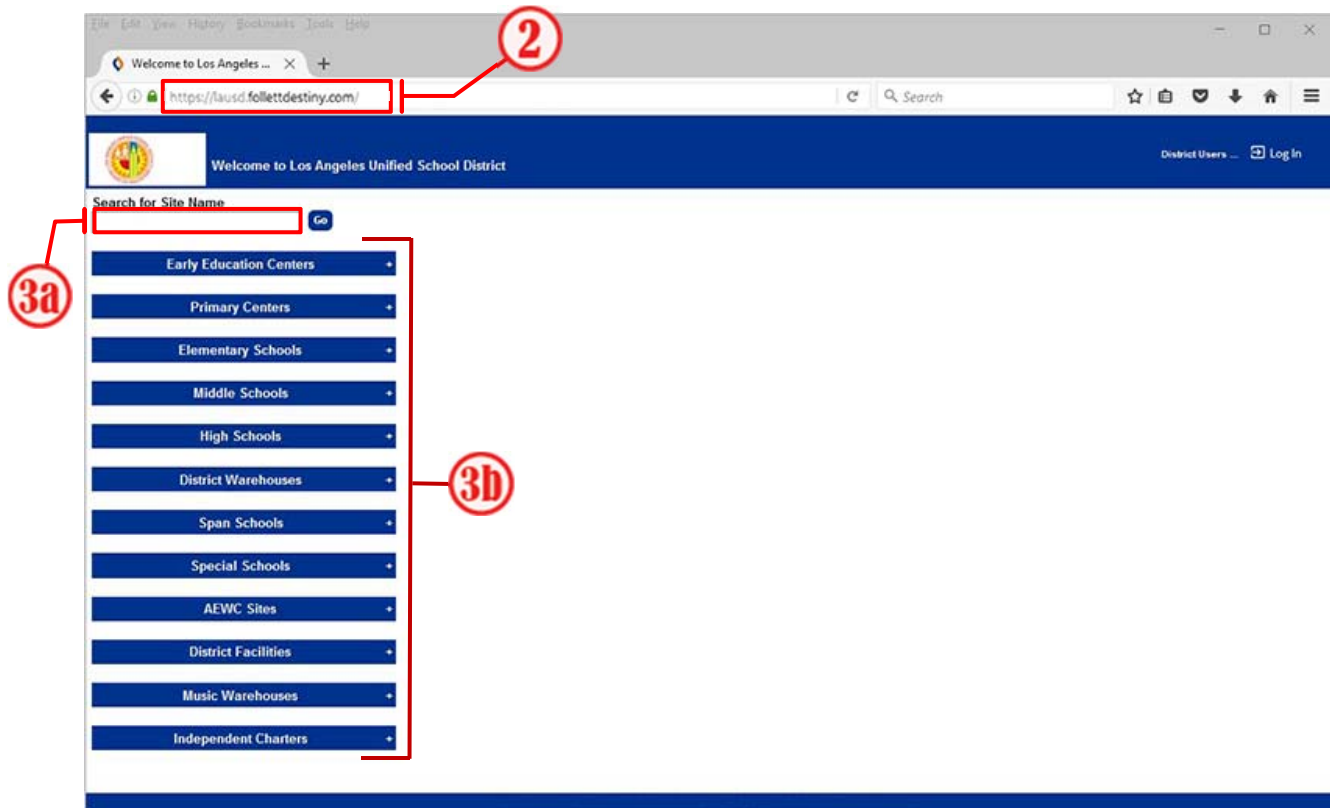 File Edit View History Bookmarks Tools Help
2
Welcome to Los Angeles ...
https://lausd.follettdestiny.com/
Search
Welcome to Los Angeles Unified School District
District Users ... Log In
Search for Site Name
Go
3a
Early Education Centers +
Primary Centers +
Elementary Schools +
Middle Schools +
High Schools +
District Warehouses +
3b
Span Schools +
Special Schools +
AEWC Sites +
District Facilities +
Music Warehouses +
Independent Charters +